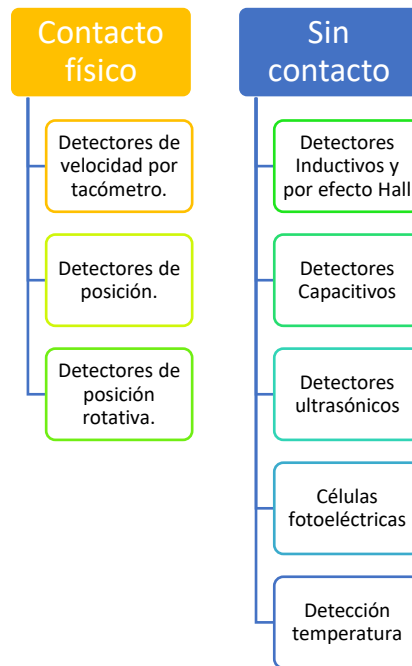 Contacto
físico
Detectores de
velocidad por
tacómetro.
Detectores de
posición.
Detectores de
posición
rotativa.
Sin
contacto
Detectores
Inductivos y
por efecto Hall
Detectores
Capacitivos
Detectores
ultrasónicos
Células
fotoeléctricas
Detección
temperatura